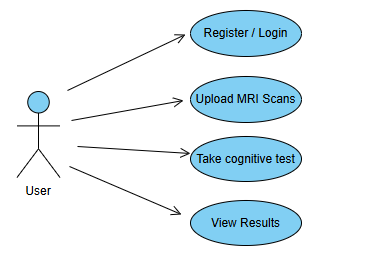 Register / Login
Upload MRI Scans
Take cognitive test
User
View Results